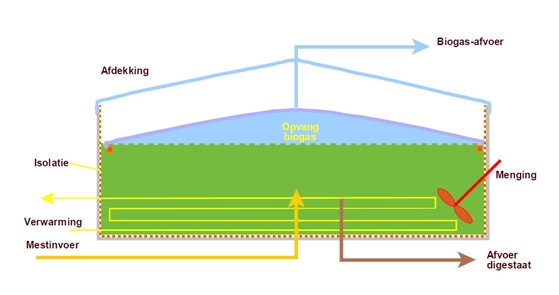 Biogas-afvoer
Afdekking
Opvang
biogas
Isolatie
Menging
Verwarming
Mestinvoer
Afvoer
digestaat